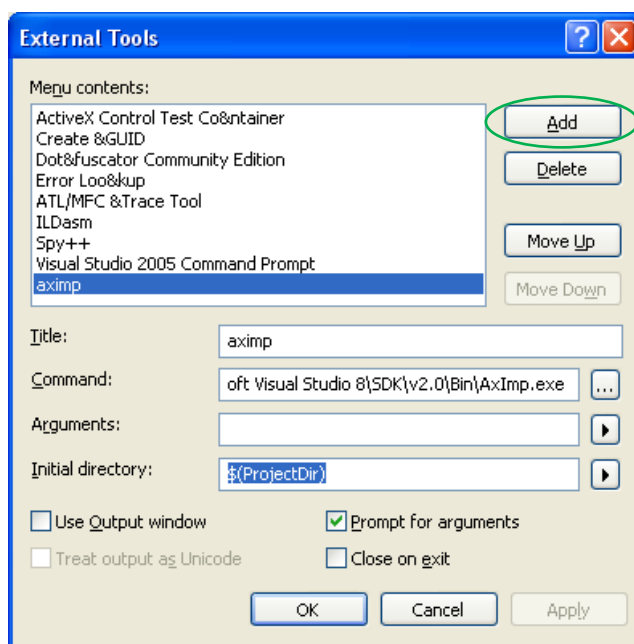 External Tools
Menu contents:
ActiveX Control Test Co&ntainer
Create &GUID
Dot&fuscator Community Edition
Error Loo&kup
ATL/MFC &Trace Tool
ILDasm
Spy++
Visual Studio 2005 Command Prompt
aximp
Add
Delete
Move Up
Move Down
Title:
aximp
Command:
oft Visual Studio 8\SDK\v2.0\Bin\AxImp.exe
...
Arguments:
Initial directory:
$(ProjectDir)
Use Output window
Prompt for arguments
Treat output as Unicode
Close on exit
OK
Cancel
Apply